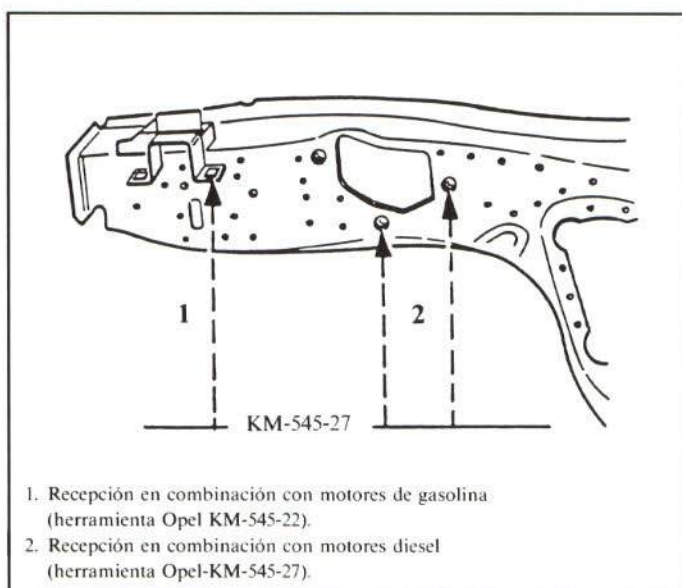 1
2
KM-545-27
1. Recepción en combinación con motores de gasolina
(herramienta Opel KM-545-22).
2. Recepción en combinación con motores diesel
(herramienta Opel-KM-545-27).